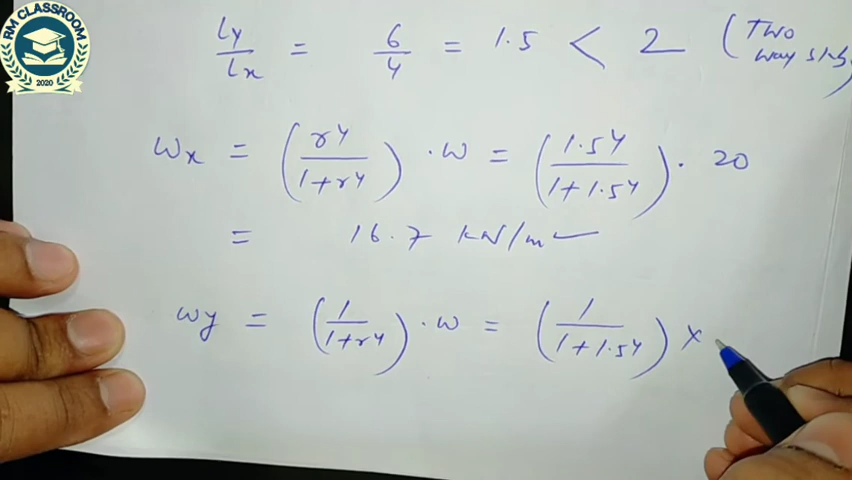 RM CLASSROOM
2020
Ly/Lx = 6/4 = 1.5 < 2 (Two way slab)
Wx = (r⁴/(1+r⁴)) · W = (1.5⁴/(1+1.5⁴)) · 20
= 16.7 kN/m
Wy = (1/(1+r⁴)) · W = (1/(1+1.5⁴)) ×